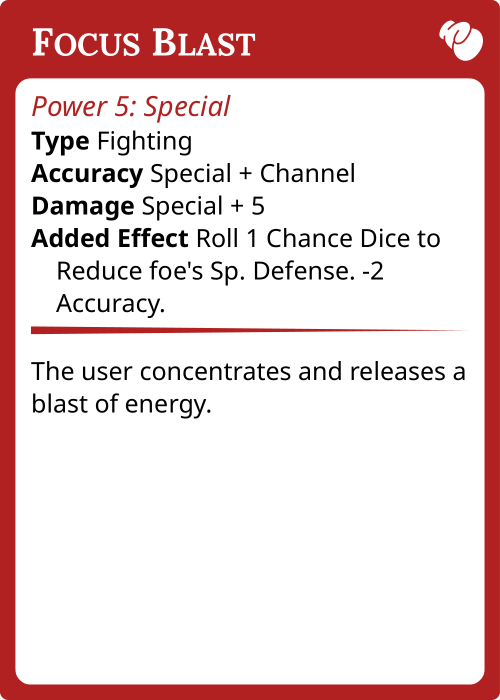 Focus Blast
Power 5: Special
Type Fighting
Accuracy Special + Channel
Damage Special + 5
Added Effect Roll 1 Chance Dice to
Reduce foe's Sp. Defense. -2
Accuracy.
The user concentrates and releases a
blast of energy.